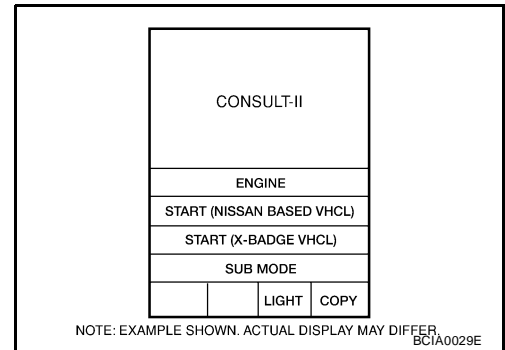 CONSULT-II
ENGINE
START (NISSAN BASED VHCL)
START (X-BADGE VHCL)
SUB MODE
LIGHT COPY
NOTE: EXAMPLE SHOWN. ACTUAL DISPLAY MAY DIFFER.
BCIA0029E